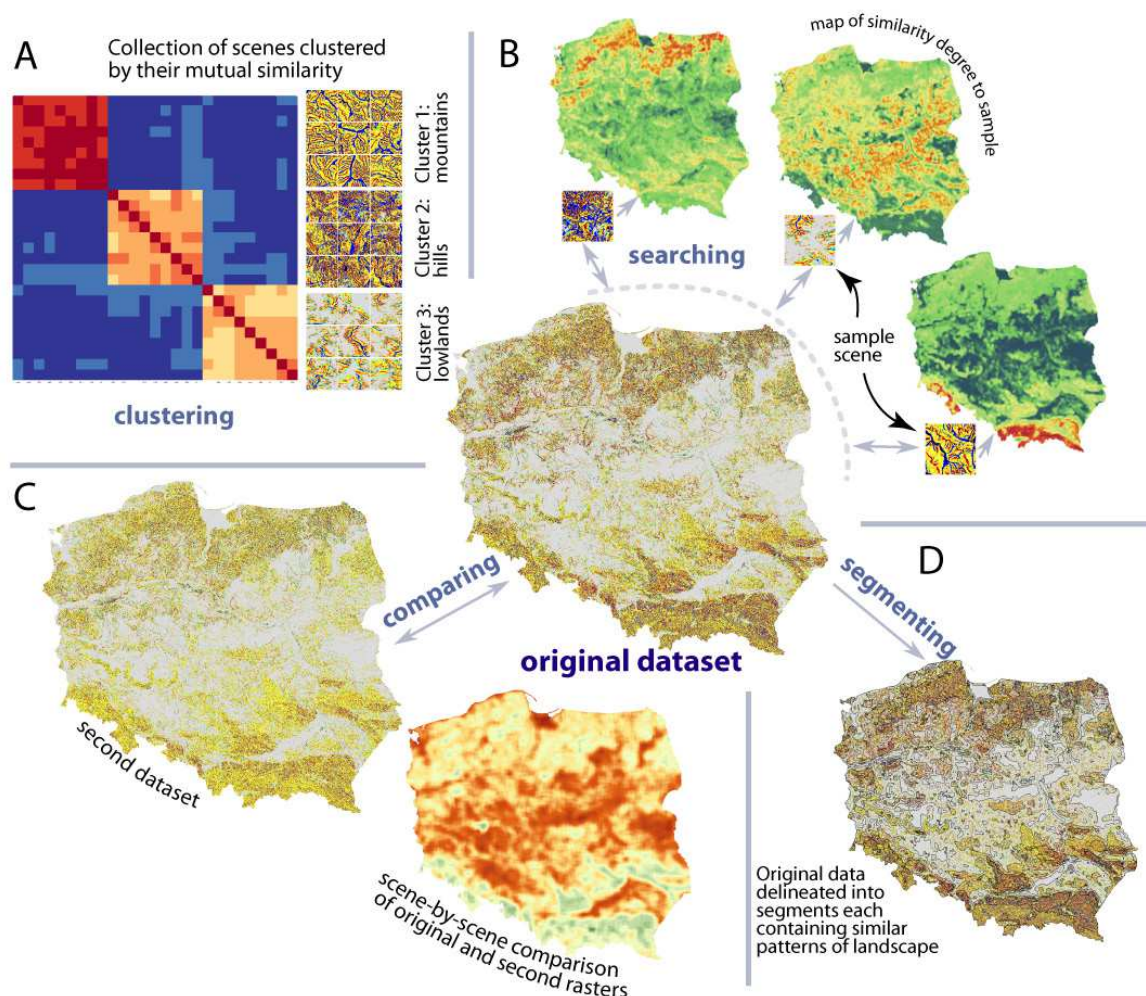 A
Collection of scenes clustered
by their mutual similarity
Cluster 1:
mountains
Cluster 2:
hills
Cluster 3:
lowlands
clustering
B
map of similarity degree to sample
searching
sample
scene
C
comparing
original dataset
second dataset
scene-by-scene comparison
of original and second rasters
segmenting
D
Original data
delineated into
segments each
containing similar
patterns of landscape